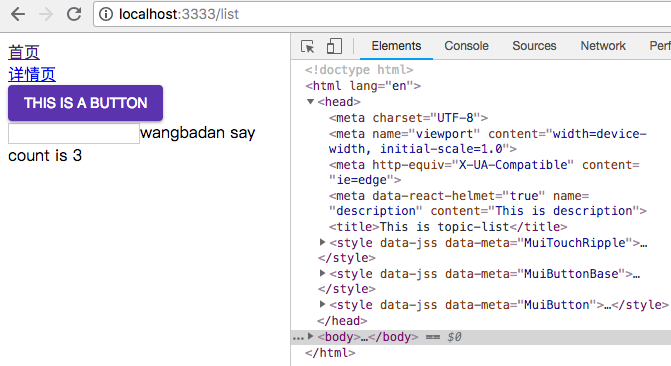 localhost:3333/list
首页
详情页
THIS IS A BUTTON
wangbadan say
count is 3
Elements Console Sources Network Perf
<!doctype html>
<html lang="en">
<head>
<meta charset="UTF-8">
<meta name="viewport" content="width=device-
width, initial-scale=1.0">
<meta http-equiv="X-UA-Compatible" content=
"ie=edge">
<meta data-react-helmet="true" name=
"description" content="This is description">
<title>This is topic-list</title>
<style data-jss data-meta="MuiTouchRipple">…
</style>
<style data-jss data-meta="MuiButtonBase">…
</style>
<style data-jss data-meta="MuiButton">…</style>
</head>
<body>…</body> == $0
</html>